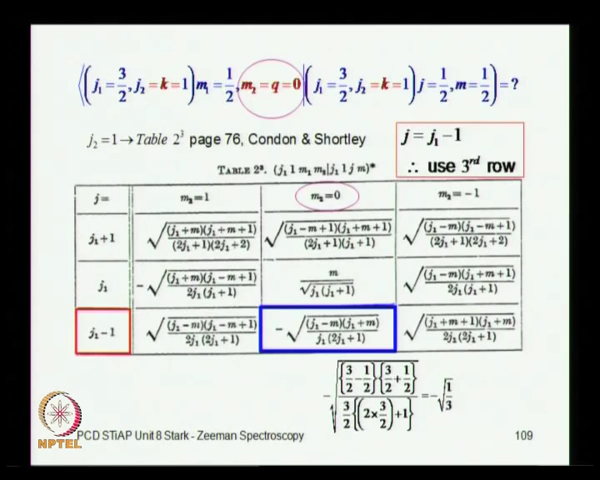 ⟨(j₁ = 3/2, j₂ = k = 1) m₁ = 1/2, m₂ = q = 0 | (j₁ = 3/2, j₂ = k = 1) j = 1/2, m = 1/2⟩ = ?
j₂ = 1 → Table 2³ page 76, Condon & Shortley
j = j₁ – 1
∴ use 3rd row
TABLE 2³. (j₁ 1 m₁ m₂|j₁ 1 j m)*
j= m₂=1 m₂=0 m₂=−1
j₁+1 √((j₁+m)(j₁+m+1)/(2j₁+1)(2j₁+2)) √((j₁−m+1)(j₁+m+1)/(2j₁+1)(j₁+1)) √((j₁−m)(j₁−m+1)/(2j₁+1)(2j₁+2))
j₁ −√((j₁+m)(j₁−m+1)/2j₁(j₁+1)) m/√(j₁(j₁+1)) √((j₁−m)(j₁+m+1)/2j₁(j₁+1))
j₁−1 √((j₁−m)(j₁−m+1)/2j₁(2j₁+1)) −√((j₁−m)(j₁+m)/j₁(2j₁+1)) √((j₁+m+1)(j₁+m)/2j₁(2j₁+1))
−√({3/2 − 1/2}{3/2 + 1/2}/(3/2){(2×3/2)+1}) = −√(1/3)
NPTEL
PCD STiAP Unit 8 Stark - Zeeman Spectroscopy
109